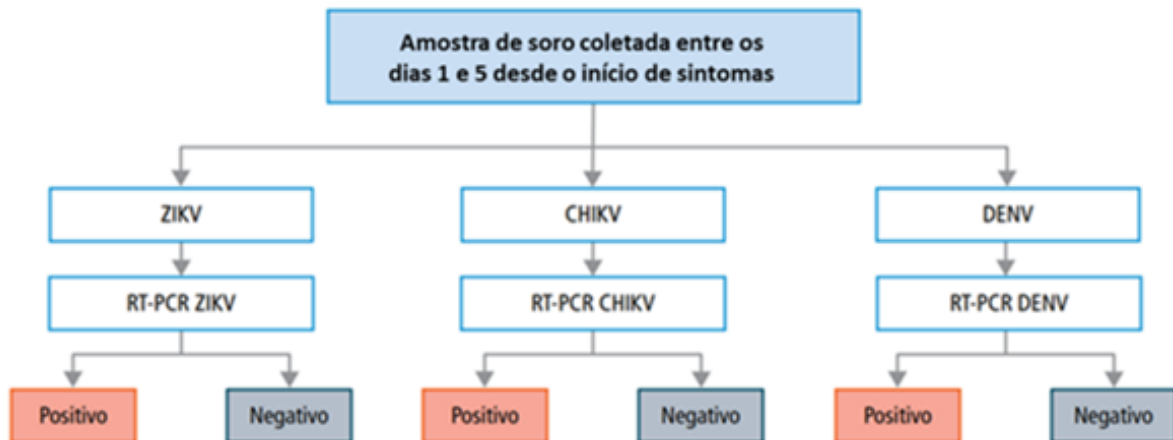 Amostra de soro coletada entre os
dias 1 e 5 desde o início de sintomas
ZIKV
CHIKV
DENV
RT-PCR ZIKV
RT-PCR CHIKV
RT-PCR DENV
Positivo
Negativo
Positivo
Negativo
Positivo
Negativo